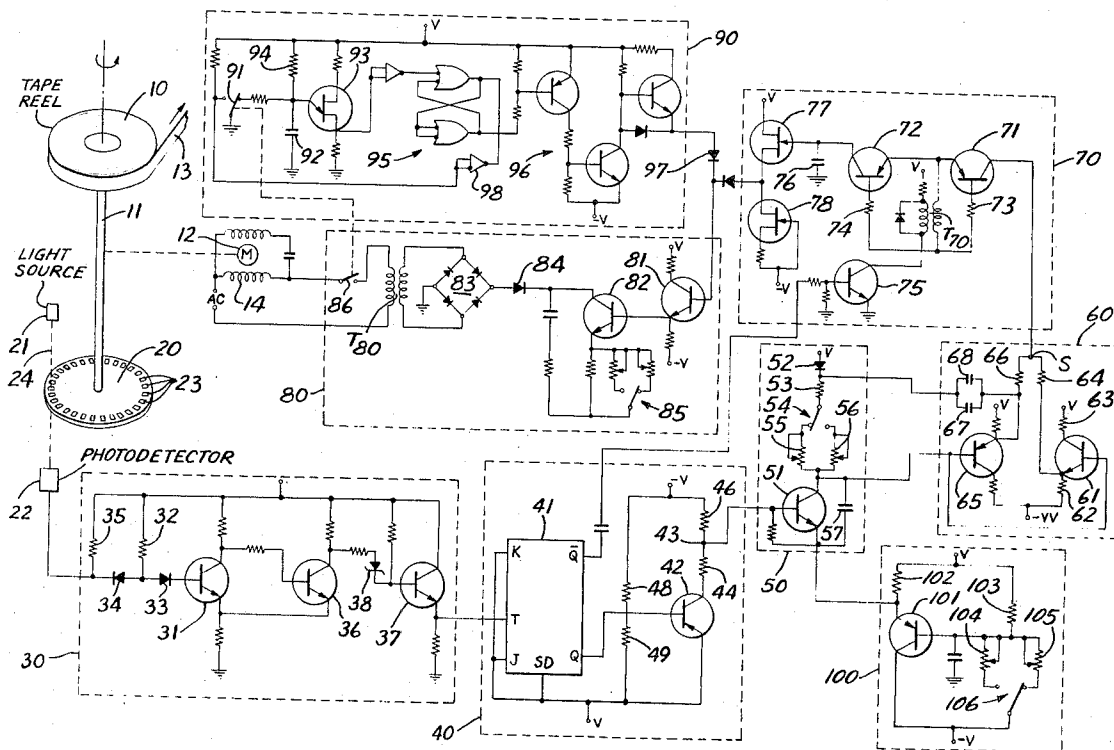 V
90
94
93
91
92
95
96
97
98
-V
TAPE REEL
10
13
11
12
M
14
AC
LIGHT SOURCE
21
24
20
23
PHOTODETECTOR
22
86
T80
83
84
82
81
V
-V
85
80
V
77
72
71
70
76
78
74
V
73
T70
-V
75
60
68
66
S
64
67
V
V
63
65
-VV
62
61
V
52
53
54
55
56
51
57
50
35
32
34
33
31
36
38
37
30
41
K
Q̅
T
J
SD
Q
V
46
43
48
42
44
49
V
40
V
102
101
103
104
105
106
100
-V